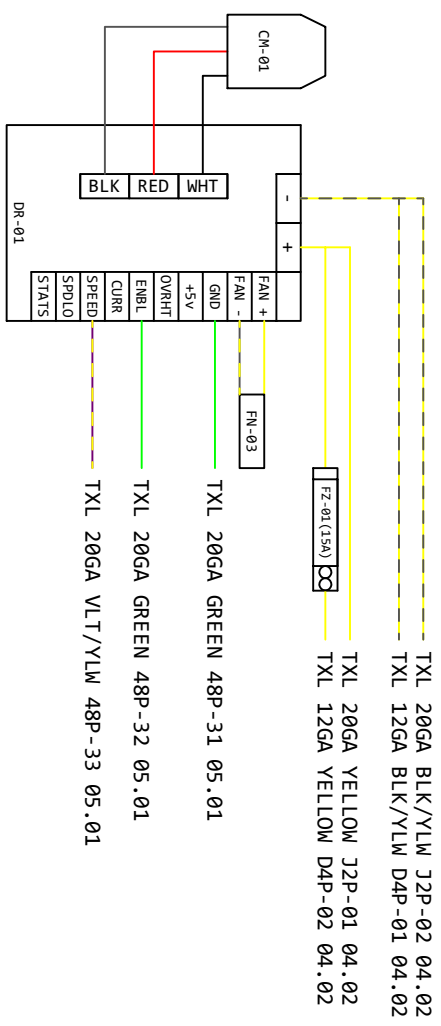 CM-01
BLK
RED
WHT
DR-01
-
+
STATS
SPDLO
SPEED
CURR
ENBL
OVRHT
+5v
GND
FAN -
FAN +
FN-03
FZ-01(15A)
TXL 20GA BLK/YLW J2P-02 04.02
TXL 12GA BLK/YLW D4P-01 04.02
TXL 20GA YELLOW J2P-01 04.02
TXL 12GA YELLOW D4P-02 04.02
TXL 20GA GREEN 48P-31 05.01
TXL 20GA GREEN 48P-32 05.01
TXL 20GA VLT/YLW 48P-33 05.01